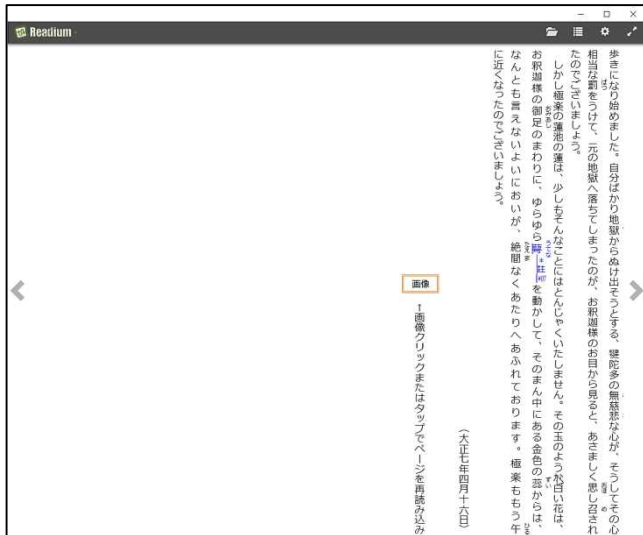 Readium
歩きになり始めました。自分ばかり地獄からぬけ出そうとする、犍陀多の無慈悲な心が、そうしてその心
相当な罰をうけて、元の地獄へ落ちてしまったのが、お釈迦様のお目から見ると、あさましく思し召され
たのでございましょう。
しかし極楽の蓮池の蓮は、少しもそんなことにはとんじゃくいたしません。その玉のような白い花は、
お釈迦様の御足のまわりに、ゆらゆら萼を動かして、そのまん中にある金色の蕊からは、
なんとも言えないよいにおいが、絶間なくあたりへあふれております。極楽ももう午
に近くなったのでございましょう。
(大正七年四月十六日)
画像 ↑画像クリックまたはタップでページを再読み込み